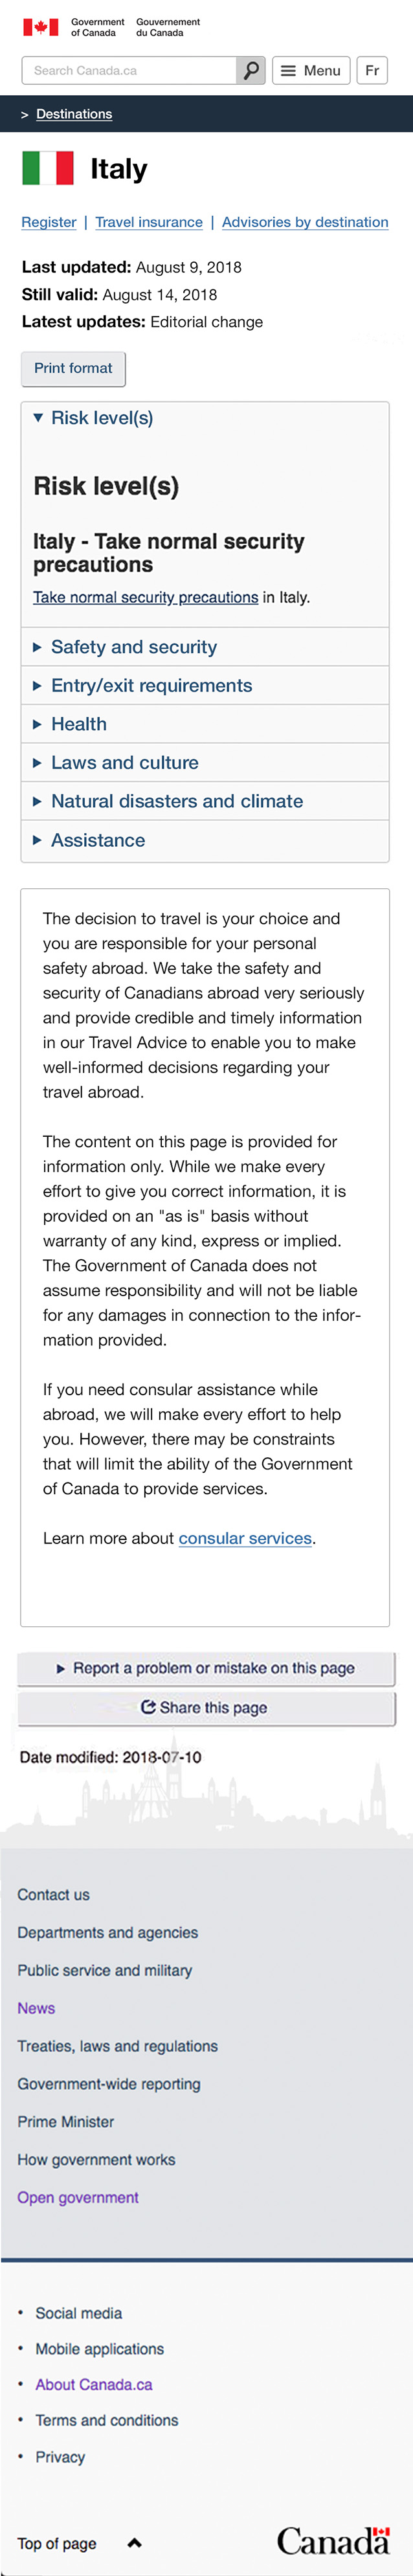 Government of Canada
Gouvernement du Canada
Search Canada.ca
Menu
Fr
> Destinations
Italy
Register | Travel insurance | Advisories by destination
Last updated: August 9, 2018
Still valid: August 14, 2018
Latest updates: Editorial change
Print format
Risk level(s)
Risk level(s)
Italy - Take normal security
precautions
Take normal security precautions in Italy.
Safety and security
Entry/exit requirements
Health
Laws and culture
Natural disasters and climate
Assistance
The decision to travel is your choice and
you are responsible for your personal
safety abroad. We take the safety and
security of Canadians abroad very seriously
and provide credible and timely information
in our Travel Advice to enable you to make
well-informed decisions regarding your
travel abroad.
The content on this page is provided for
information only. While we make every
effort to give you correct information, it is
provided on an "as is" basis without
warranty of any kind, express or implied.
The Government of Canada does not
assume responsibility and will not be liable
for any damages in connection to the infor-
mation provided.
If you need consular assistance while
abroad, we will make every effort to help
you. However, there may be constraints
that will limit the ability of the Government
of Canada to provide services.
Learn more about consular services.
Report a problem or mistake on this page
Share this page
Date modified: 2018-07-10
Contact us
Departments and agencies
Public service and military
News
Treaties, laws and regulations
Government-wide reporting
Prime Minister
How government works
Open government
• Social media
• Mobile applications
• About Canada.ca
• Terms and conditions
• Privacy
Top of page
Canada